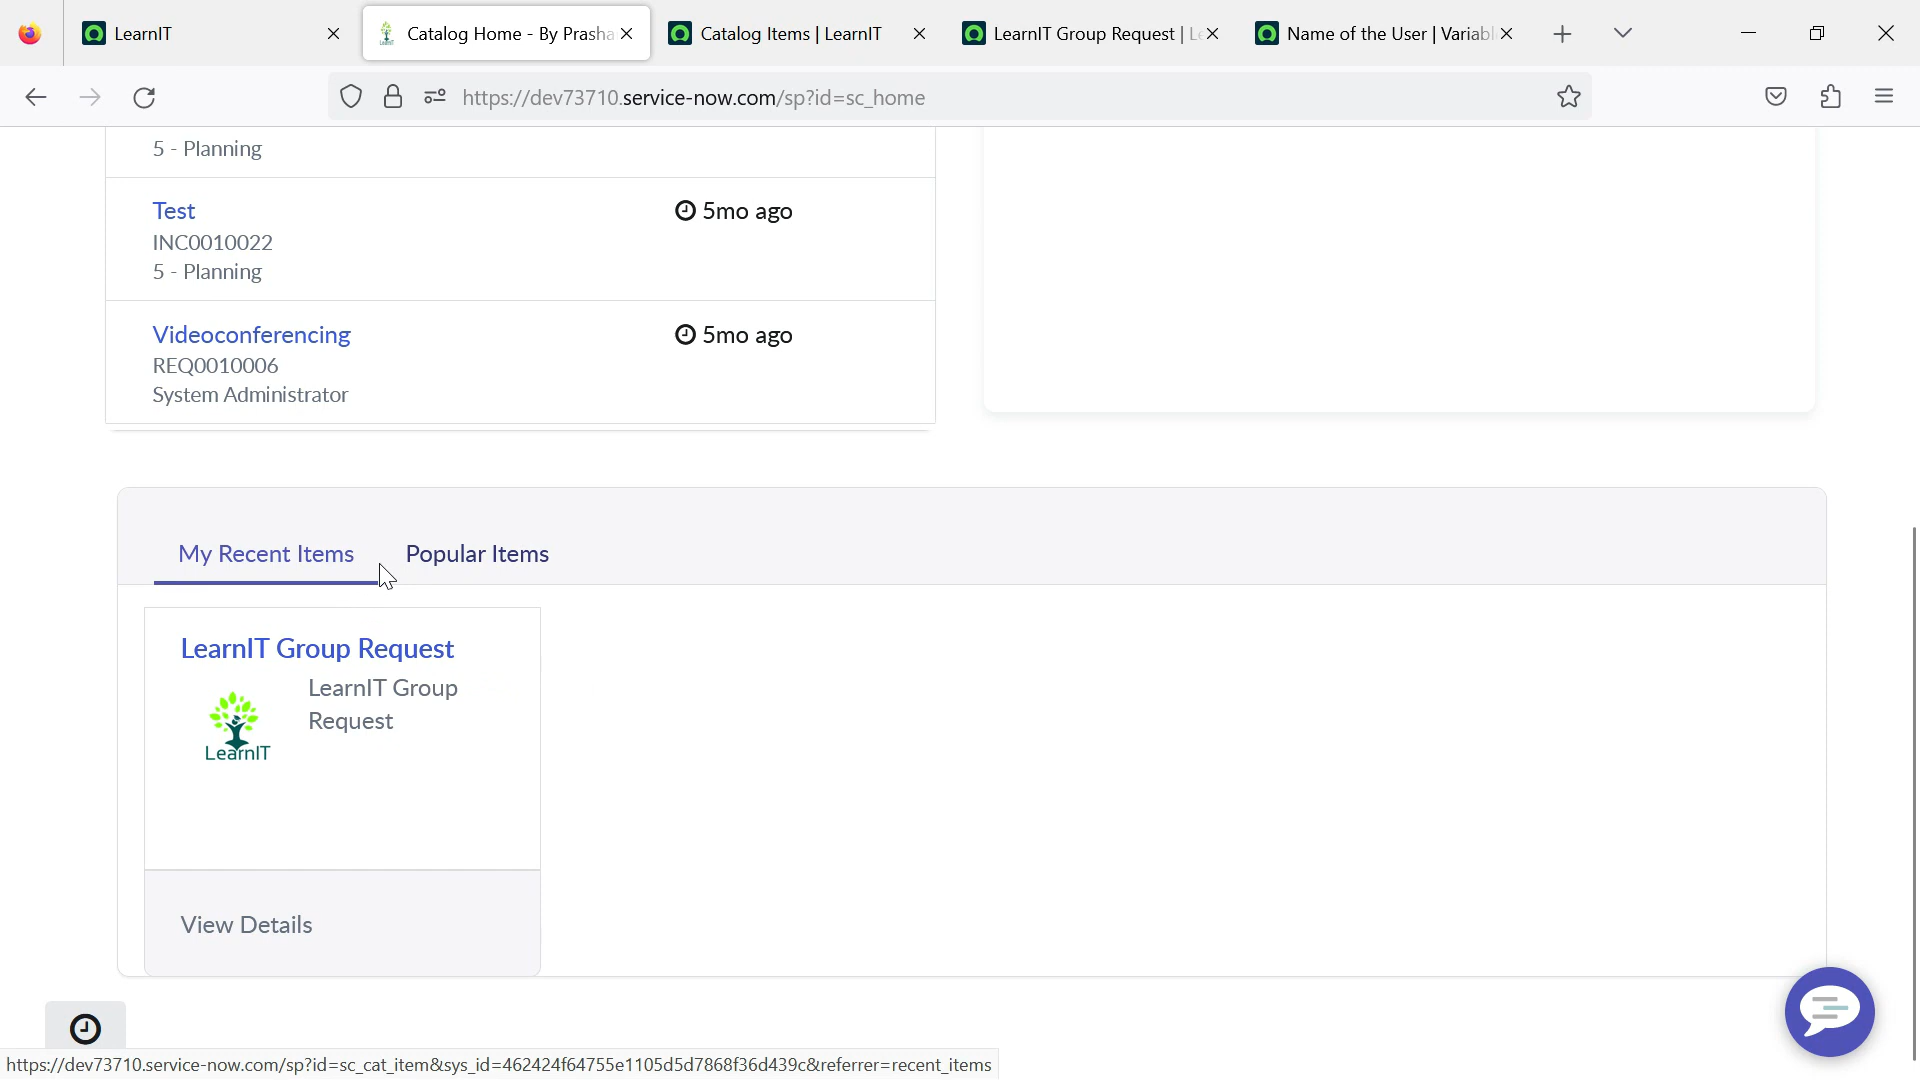 LearnIT
Catalog Home - By Prasha
Catalog Items | LearnIT
LearnIT Group Request | Le
Name of the User | Variabl
https://dev73710.service-now.com/sp?id=sc_home
5 - Planning
Test
5mo ago
INC0010022
5 - Planning
Videoconferencing
5mo ago
REQ0010006
System Administrator
My Recent Items
Popular Items
LearnIT Group Request
LearnIT Group
Request
LearnIT
View Details
https://dev73710.service-now.com/sp?id=sc_cat_item&sys_id=462424f64755e1105d5d7868f36d439c&referrer=recent_items